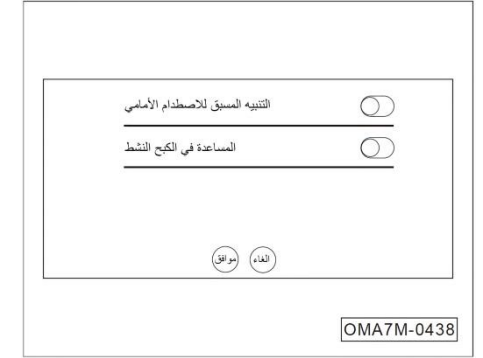 التنبيه المسبق للاصطدام الأمامي
المساعدة في الكبح النشط
الغاء
موافق
OMA7M-0438